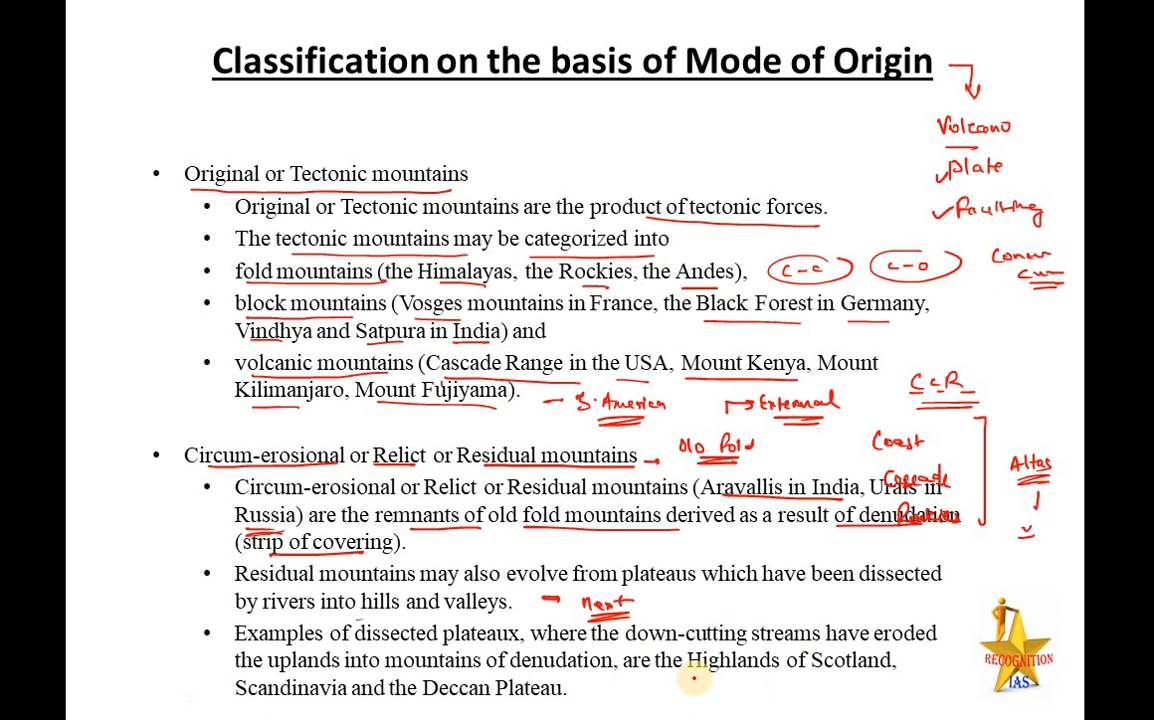 Classification on the basis of Mode of Origin
Volcano
• Original or Tectonic mountains
✓Plate
• Original or Tectonic mountains are the product of tectonic forces.
✓Faulting
• The tectonic mountains may be categorized into
• fold mountains (the Himalayas, the Rockies, the Andes), C-C C-O
• block mountains (Vosges mountains in France, the Black Forest in Germany,
Vindhya and Satpura in India) and
• volcanic mountains (Cascade Range in the USA, Mount Kenya, Mount
Kilimanjaro, Mount Fujiyama).
CCR
America External
Old Fold Coast
• Circum-erosional or Relict or Residual mountains
Altas
• Circum-erosional or Relict or Residual mountains (Aravallis in India, Urals in
Cascade
Russia) are the remnants of old fold mountains derived as a result of denudation
(strip of covering).
• Residual mountains may also evolve from plateaus which have been dissected
by rivers into hills and valleys. next
• Examples of dissected plateaux, where the down-cutting streams have eroded
the uplands into mountains of denudation, are the Highlands of Scotland,
Scandinavia and the Deccan Plateau.
RECOGNITION
IAS